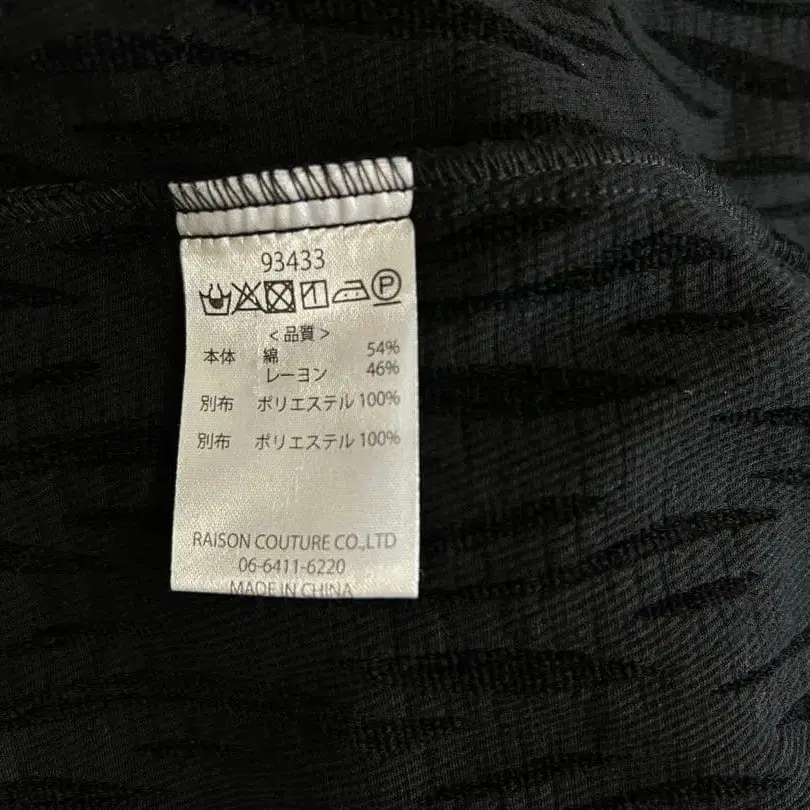 93433
P
<品質>
本体 綿 54%
レーヨン 46%
別布 ポリエステル 100%
別布 ポリエステル 100%
RAISON COUTURE CO.,LTD
06-6411-6220
MADE IN CHINA